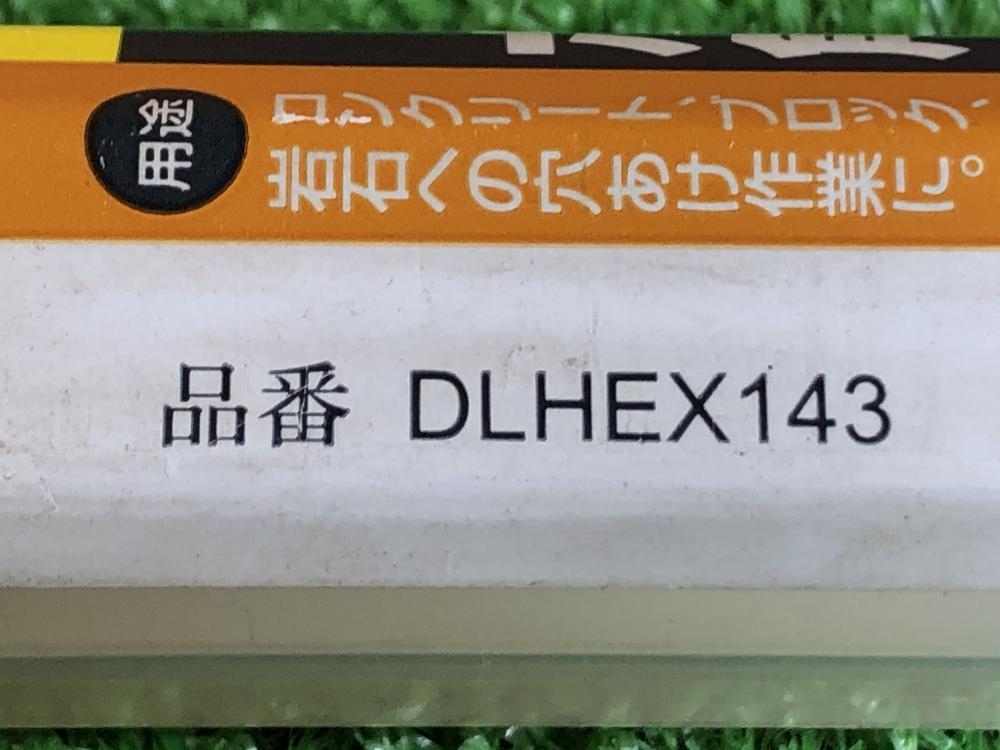 用途
コンクリート、ブロック、
岩石への穴あけ作業に。
品番 DLHEX143